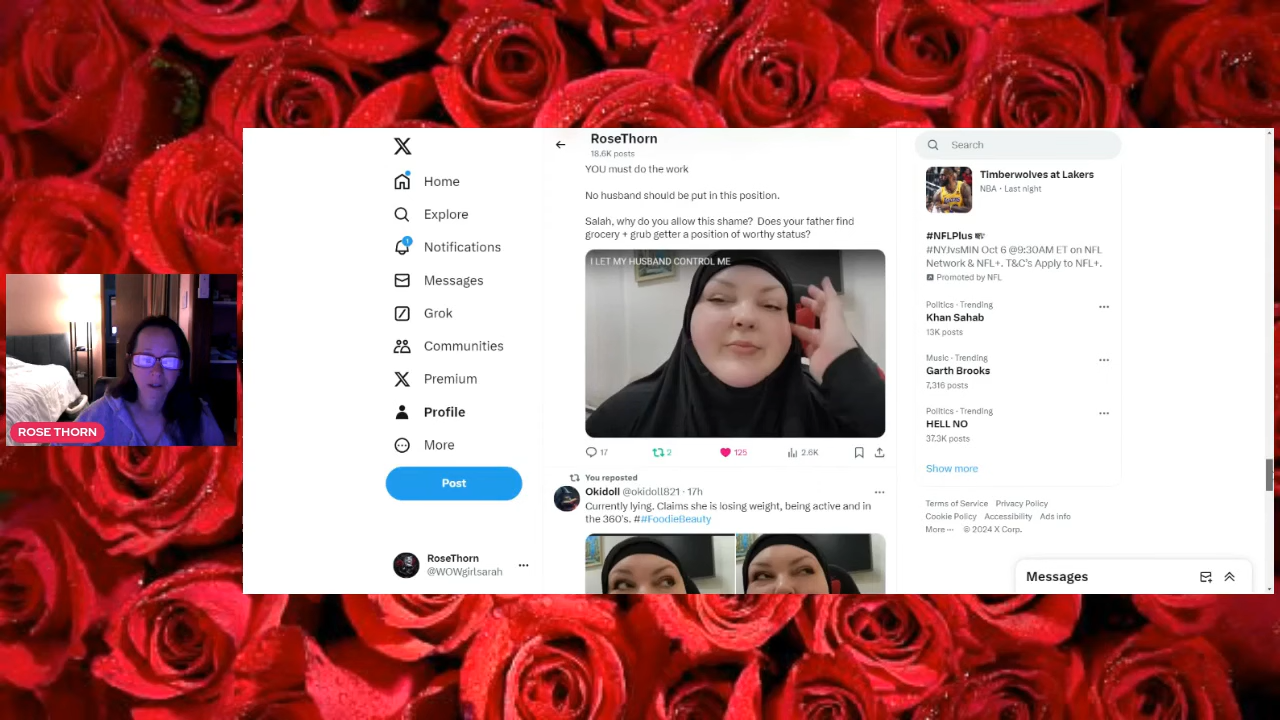 ROSE THORN
Home
Explore
Notifications
1
Messages
Grok
Communities
Premium
Profile
More
Post
RoseThorn
@WOWgirlsarah
RoseThorn
18.6K posts
YOU must do the work
No husband should be put in this position.
Salah, why do you allow this shame? Does your father find
grocery + grub getter a position of worthy status?
I LET MY HUSBAND CONTROL ME
17
2
125
2.6K
You reposted
Okidoll @okidoll821 · 17h
Currently lying. Claims she is losing weight, being active and in
the 360's. ##FoodieBeauty
Search
Timberwolves at Lakers
NBA · Last night
#NFLPlus
#NYJvsMIN Oct 6 @9:30AM ET on NFL
Network & NFL+. T&C's Apply to NFL+.
Promoted by NFL
Politics · Trending
Khan Sahab
13K posts
Music · Trending
Garth Brooks
7,316 posts
Politics · Trending
HELL NO
37.3K posts
Show more
Terms of Service Privacy Policy
Cookie Policy Accessibility Ads info
More ··· © 2024 X Corp.
Messages